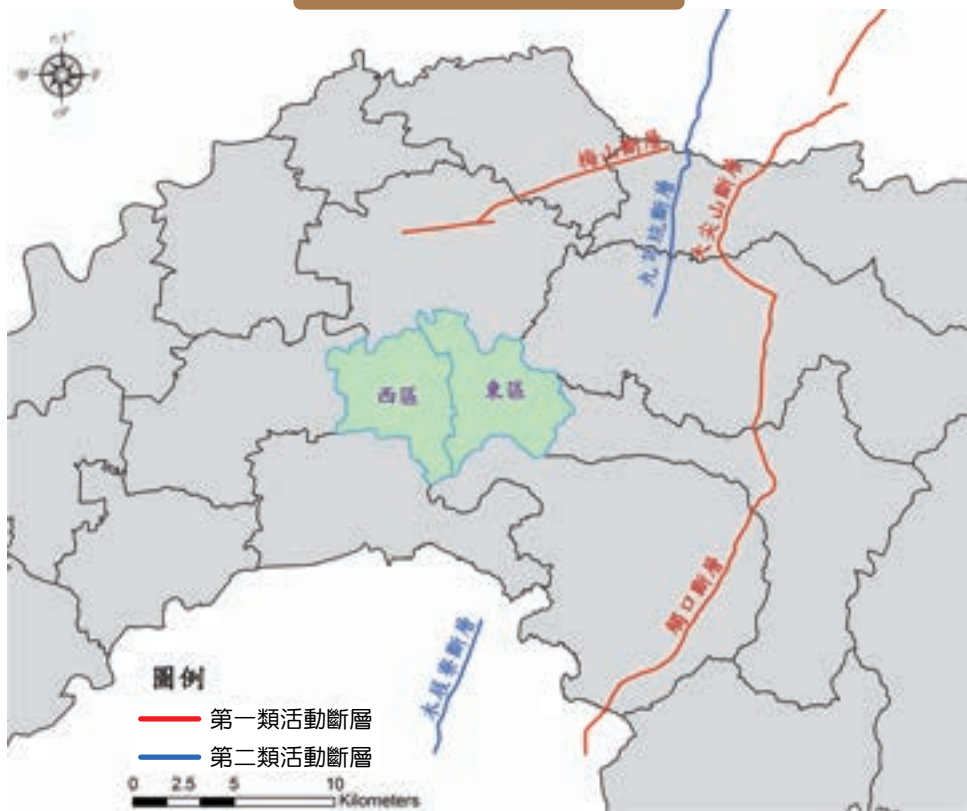 梅山斷層
九芎坑斷層
大尖山斷層
西區
東區
觸口斷層
木屐寮斷層
圖例
第一類活動斷層
第二類活動斷層
0 2.5 5 10
Kilometers